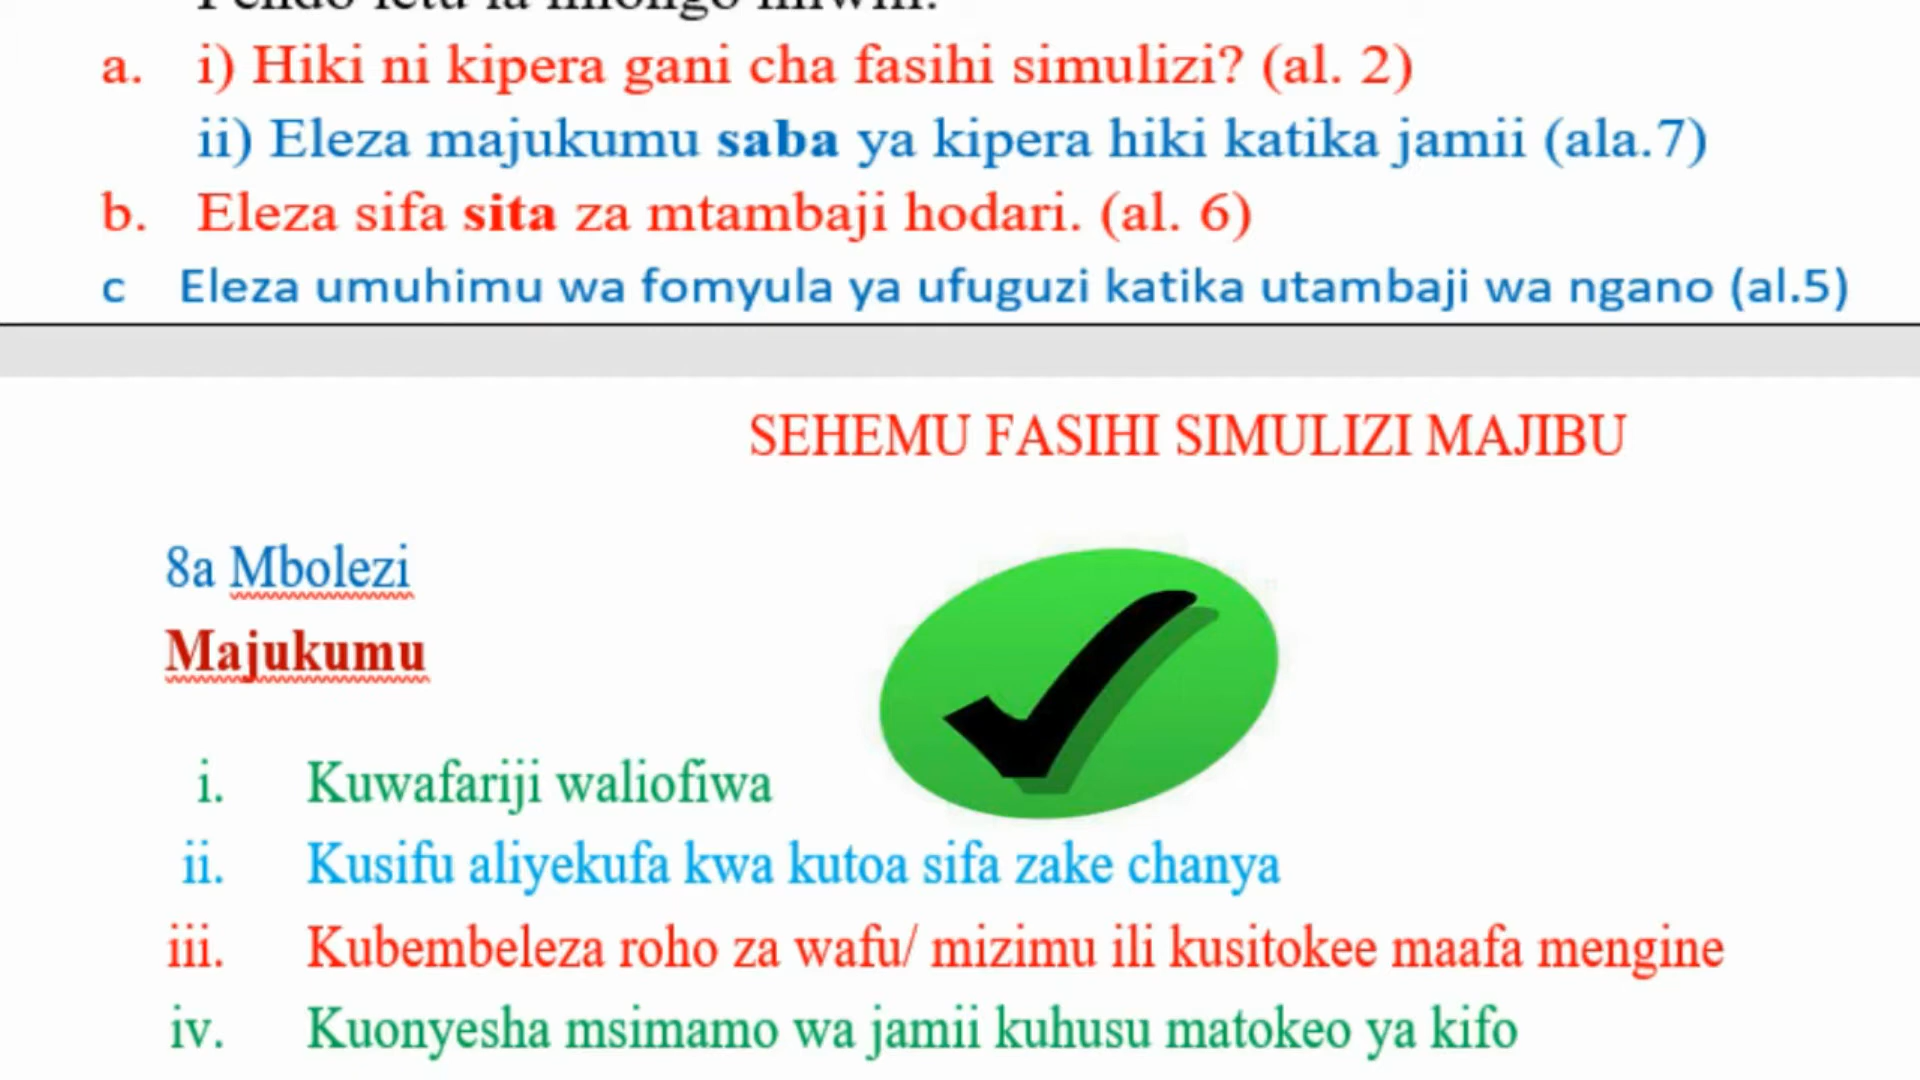 a. i) Hiki ni kipera gani cha fasihi simulizi? (al. 2)
ii) Eleza majukumu saba ya kipera hiki katika jamii (ala.7)
b. Eleza sifa sita za mtambaji hodari. (al. 6)
c Eleza umuhimu wa fomyula ya ufuguzi katika utambaji wa ngano (al.5)
SEHEMU FASIHI SIMULIZI MAJIBU
8a Mbolezi
Majukumu
i. Kuwafariji waliofiwa
ii. Kusifu aliyekufa kwa kutoa sifa zake chanya
iii. Kubembeleza roho za wafu/ mizimu ili kusitokee maafa mengine
iv. Kuonyesha msimamo wa jamii kuhusu matokeo ya kifo